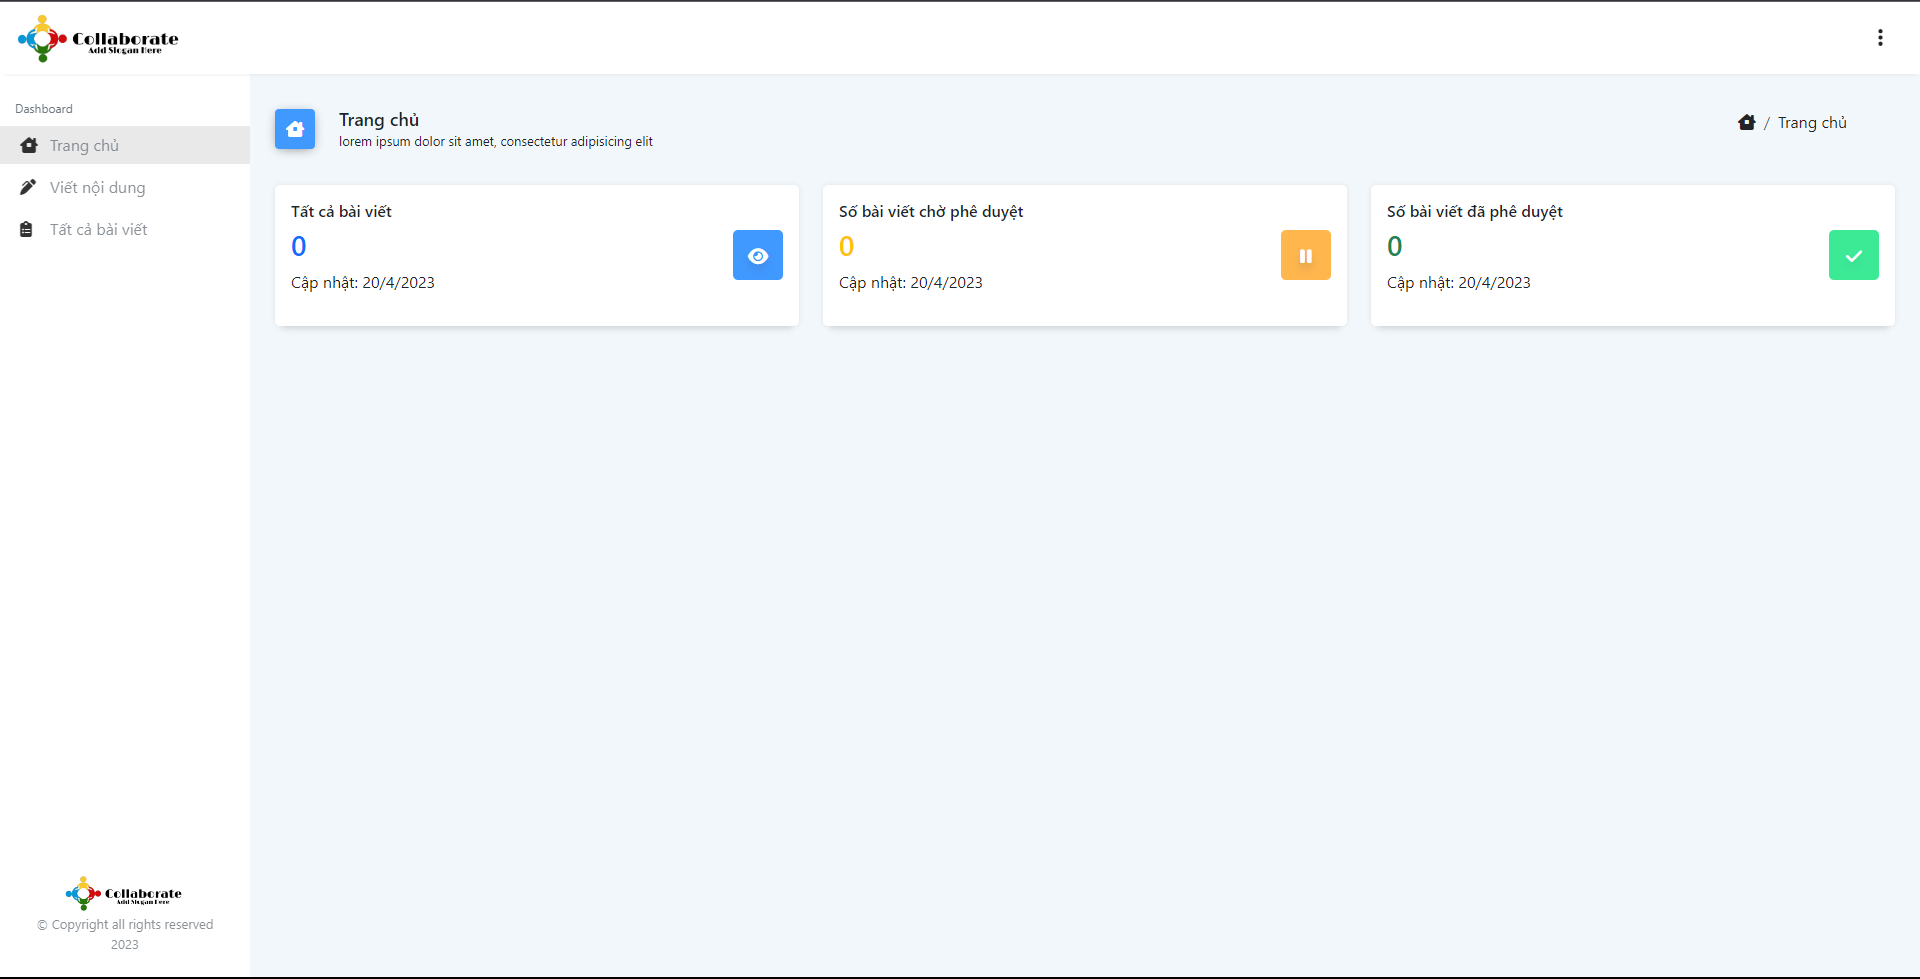 Collaborate
Add Slogan Here
Dashboard
Trang chủ
Viết nội dung
Tất cả bài viết
Trang chủ
lorem ipsum dolor sit amet, consectetur adipisicing elit
/ Trang chủ
Tất cả bài viết
0
Cập nhật: 20/4/2023
Số bài viết chờ phê duyệt
0
Cập nhật: 20/4/2023
Số bài viết đã phê duyệt
0
Cập nhật: 20/4/2023
Collaborate
Add Slogan Here
© Copyright all rights reserved
2023